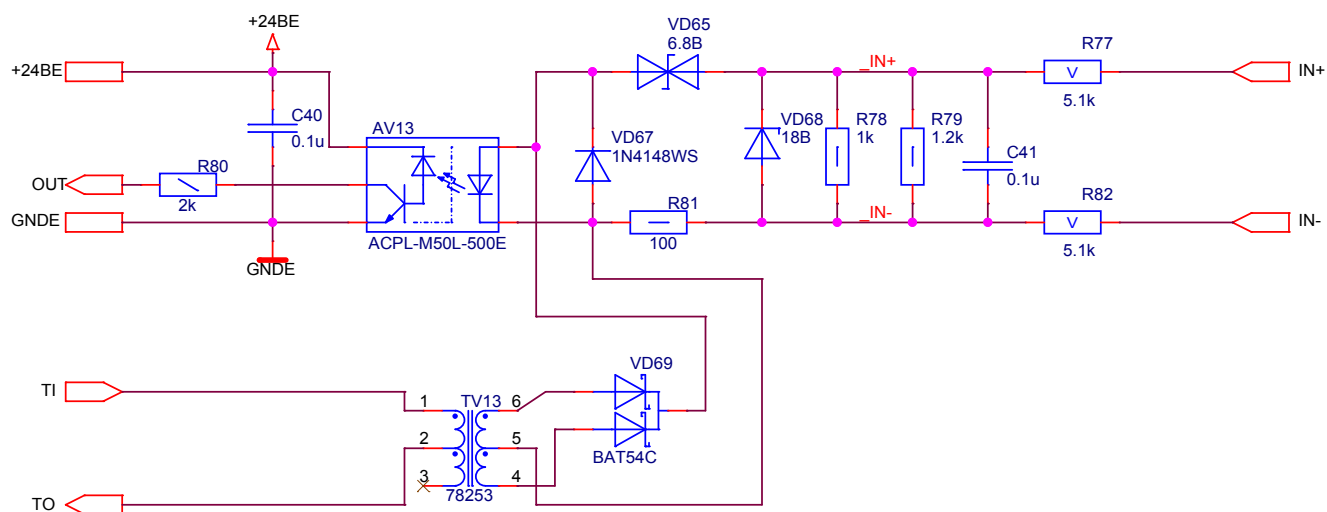 +24BE
VD65
6.8B
R77
+24BE
_IN+
V
IN+
5.1k
C40
0.1u
AV13
VD67
1N4148WS
VD68
18B
R78
1k
R79
1.2k
C41
0.1u
R80
OUT
2k
R81
R82
GNDE
_IN-
V
IN-
ACPL-M50L-500E
100
5.1k
GNDE
VD69
TI
1
TV13
6
2
5
BAT54C
3
4
78253
TO